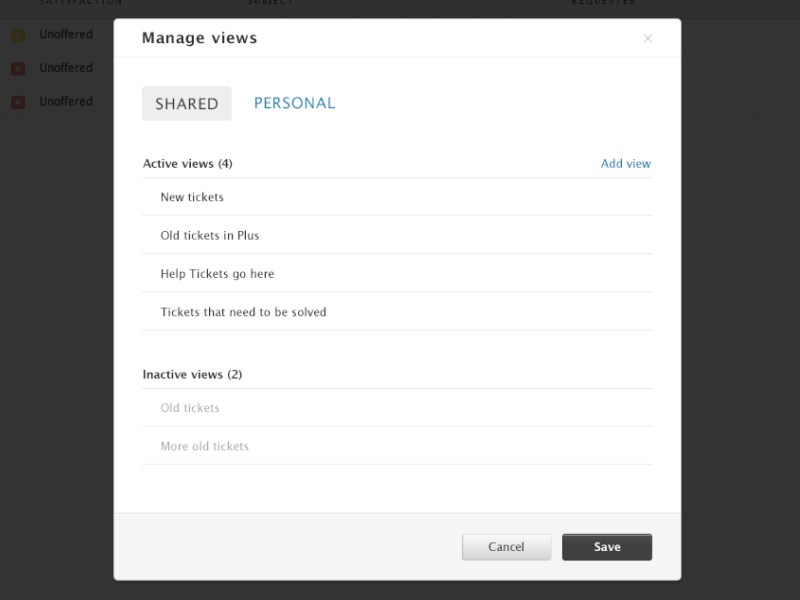 SATISFACTION SUBJECT REQUESTER
Unoffered
Unoffered
Unoffered
Manage views
×
SHARED PERSONAL
Active views (4) Add view
New tickets
Old tickets in Plus
Help Tickets go here
Tickets that need to be solved
Inactive views (2)
Old tickets
More old tickets
Cancel Save